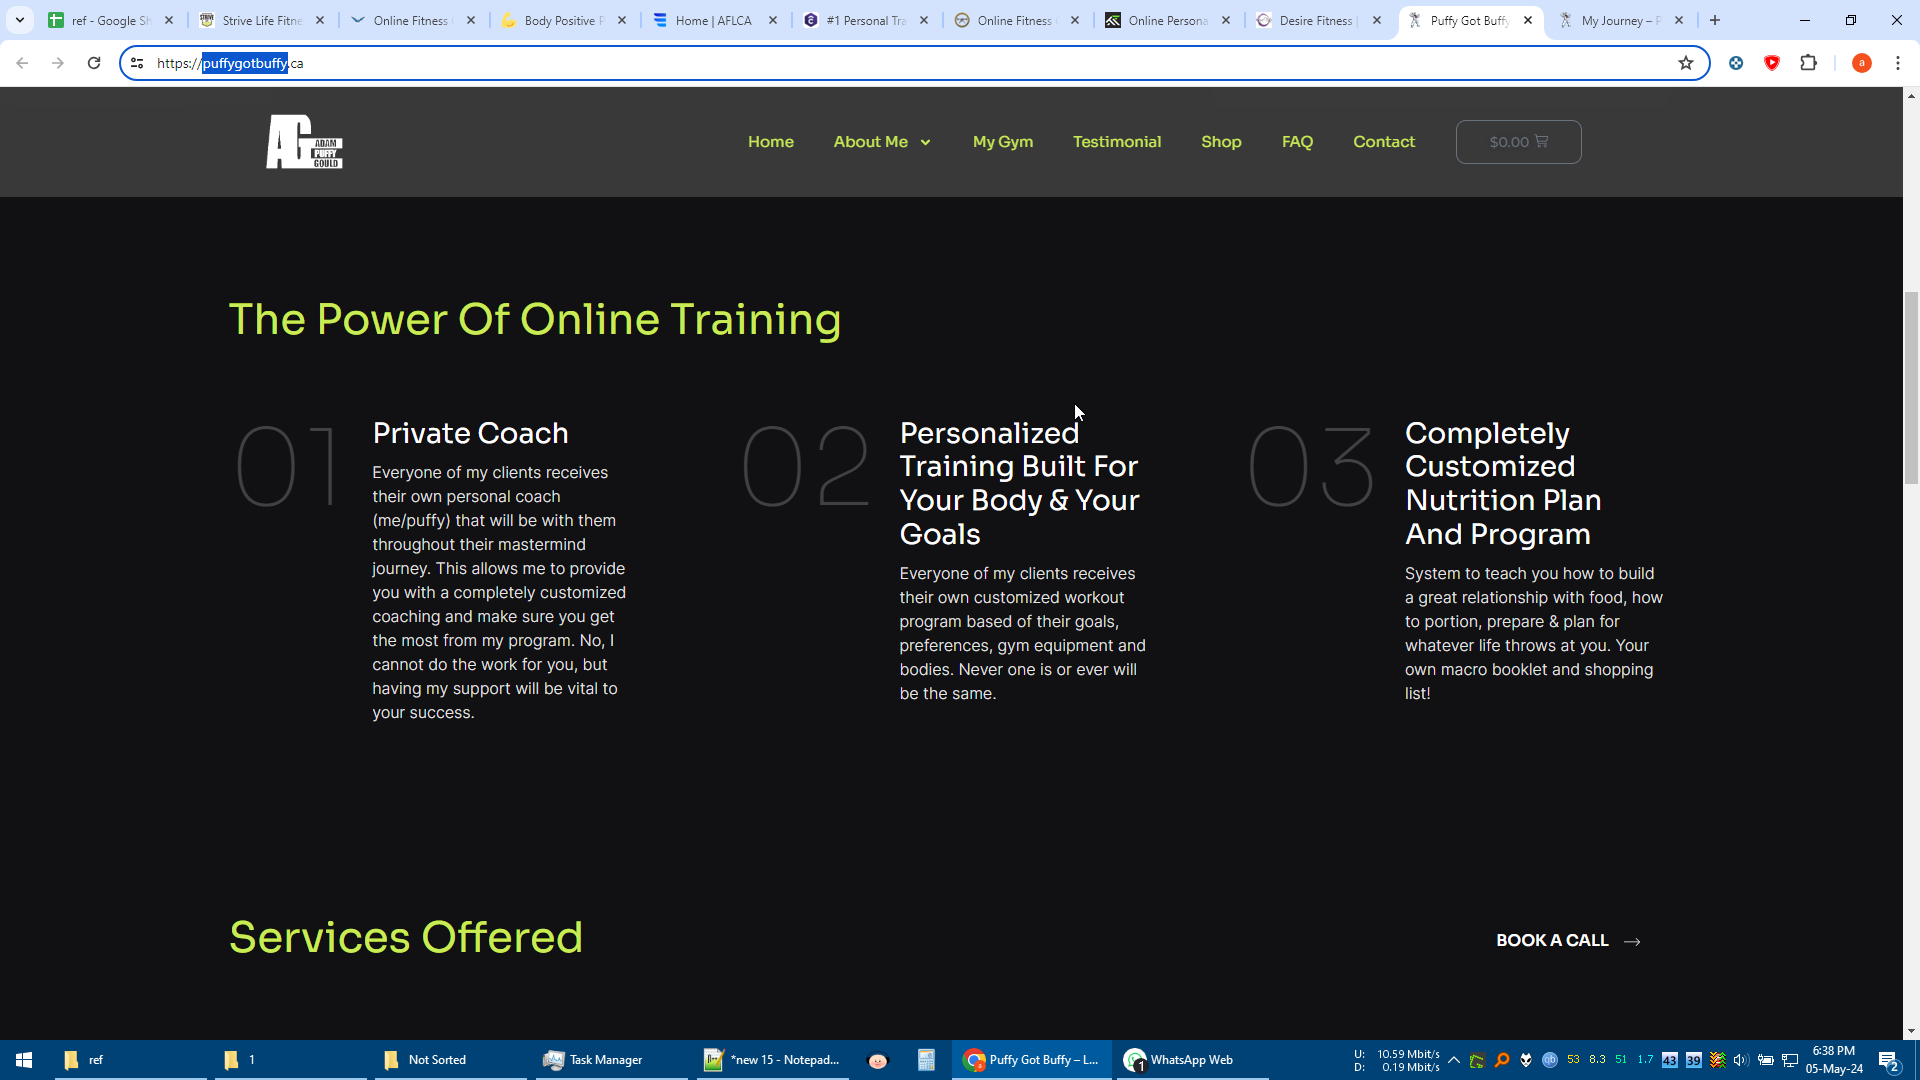 ref - Google Sh
Strive Life Fitne
Online Fitness
Body Positive P
Home | AFLCA
#1 Personal Tra
Online Fitness
Online Persona
Desire Fitness |
Puffy Got Buffy
My Journey – P
https://puffygotbuffy.ca
a
AG ADAM PUFFY GOULD
Home
About Me
My Gym
Testimonial
Shop
FAQ
Contact
$0.00
The Power Of Online Training
01
Private Coach
Everyone of my clients receives
their own personal coach
(me/puffy) that will be with them
throughout their mastermind
journey. This allows me to provide
you with a completely customized
coaching and make sure you get
the most from my program. No, I
cannot do the work for you, but
having my support will be vital to
your success.
02
Personalized
Training Built For
Your Body & Your
Goals
Everyone of my clients receives
their own customized workout
program based of their goals,
preferences, gym equipment and
bodies. Never one is or ever will
be the same.
03
Completely
Customized
Nutrition Plan
And Program
System to teach you how to build
a great relationship with food, how
to portion, prepare & plan for
whatever life throws at you. Your
own macro booklet and shopping
list!
Services Offered
BOOK A CALL
ref
1
Not Sorted
Task Manager
*new 15 - Notepad...
Puffy Got Buffy – L...
1
WhatsApp Web
U: 10.59 Mbit/s
D: 0.19 Mbit/s
qb
53
8.3
51
1.7
43
39
6:38 PM
05-May-24
2